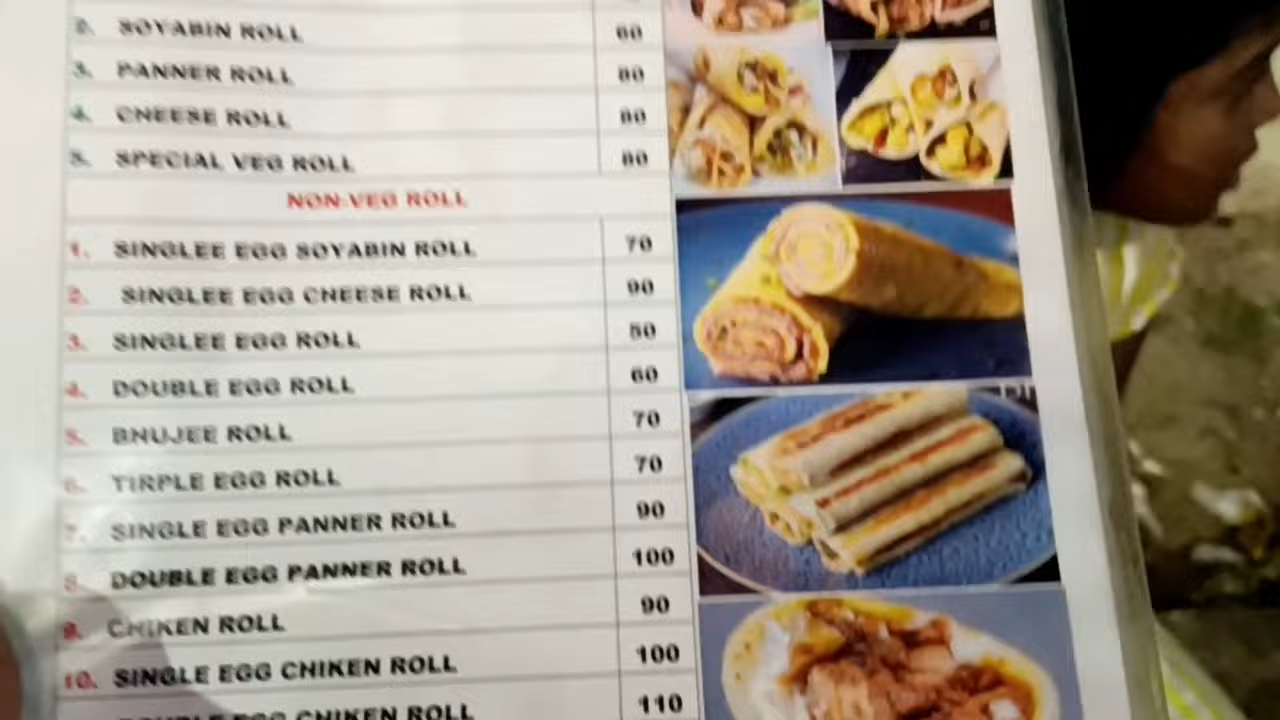 2. SOYABIN ROLL 60
3. PANNER ROLL 80
4. CHEESE ROLL 80
5. SPECIAL VEG ROLL 80
NON-VEG ROLL
1. SINGLEE EGG SOYABIN ROLL 70
2. SINGLEE EGG CHEESE ROLL 90
3. SINGLEE EGG ROLL 50
4. DOUBLE EGG ROLL 60
5. BHUJEE ROLL 70
6. TIRPLE EGG ROLL 70
7. SINGLE EGG PANNER ROLL 90
8. DOUBLE EGG PANNER ROLL 100
9. CHIKEN ROLL 90
10. SINGLE EGG CHIKEN ROLL 100
DOUBLE EGG CHIKEN ROLL 110